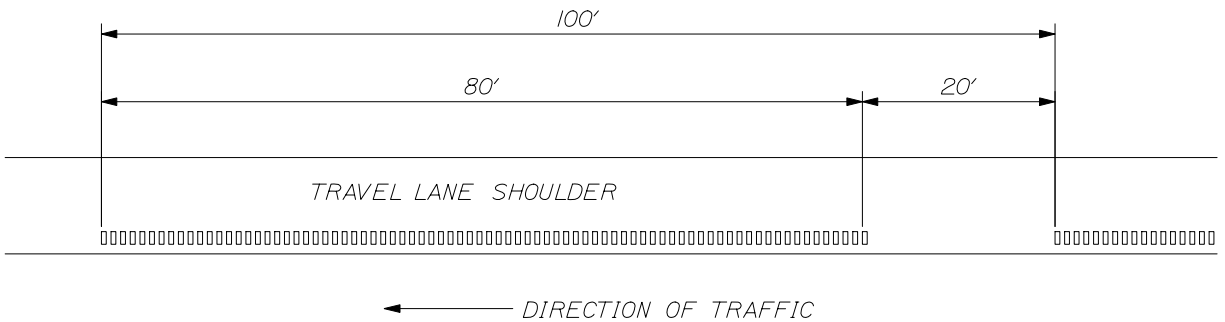 100'
80' 20'
TRAVEL LANE SHOULDER
DIRECTION OF TRAFFIC